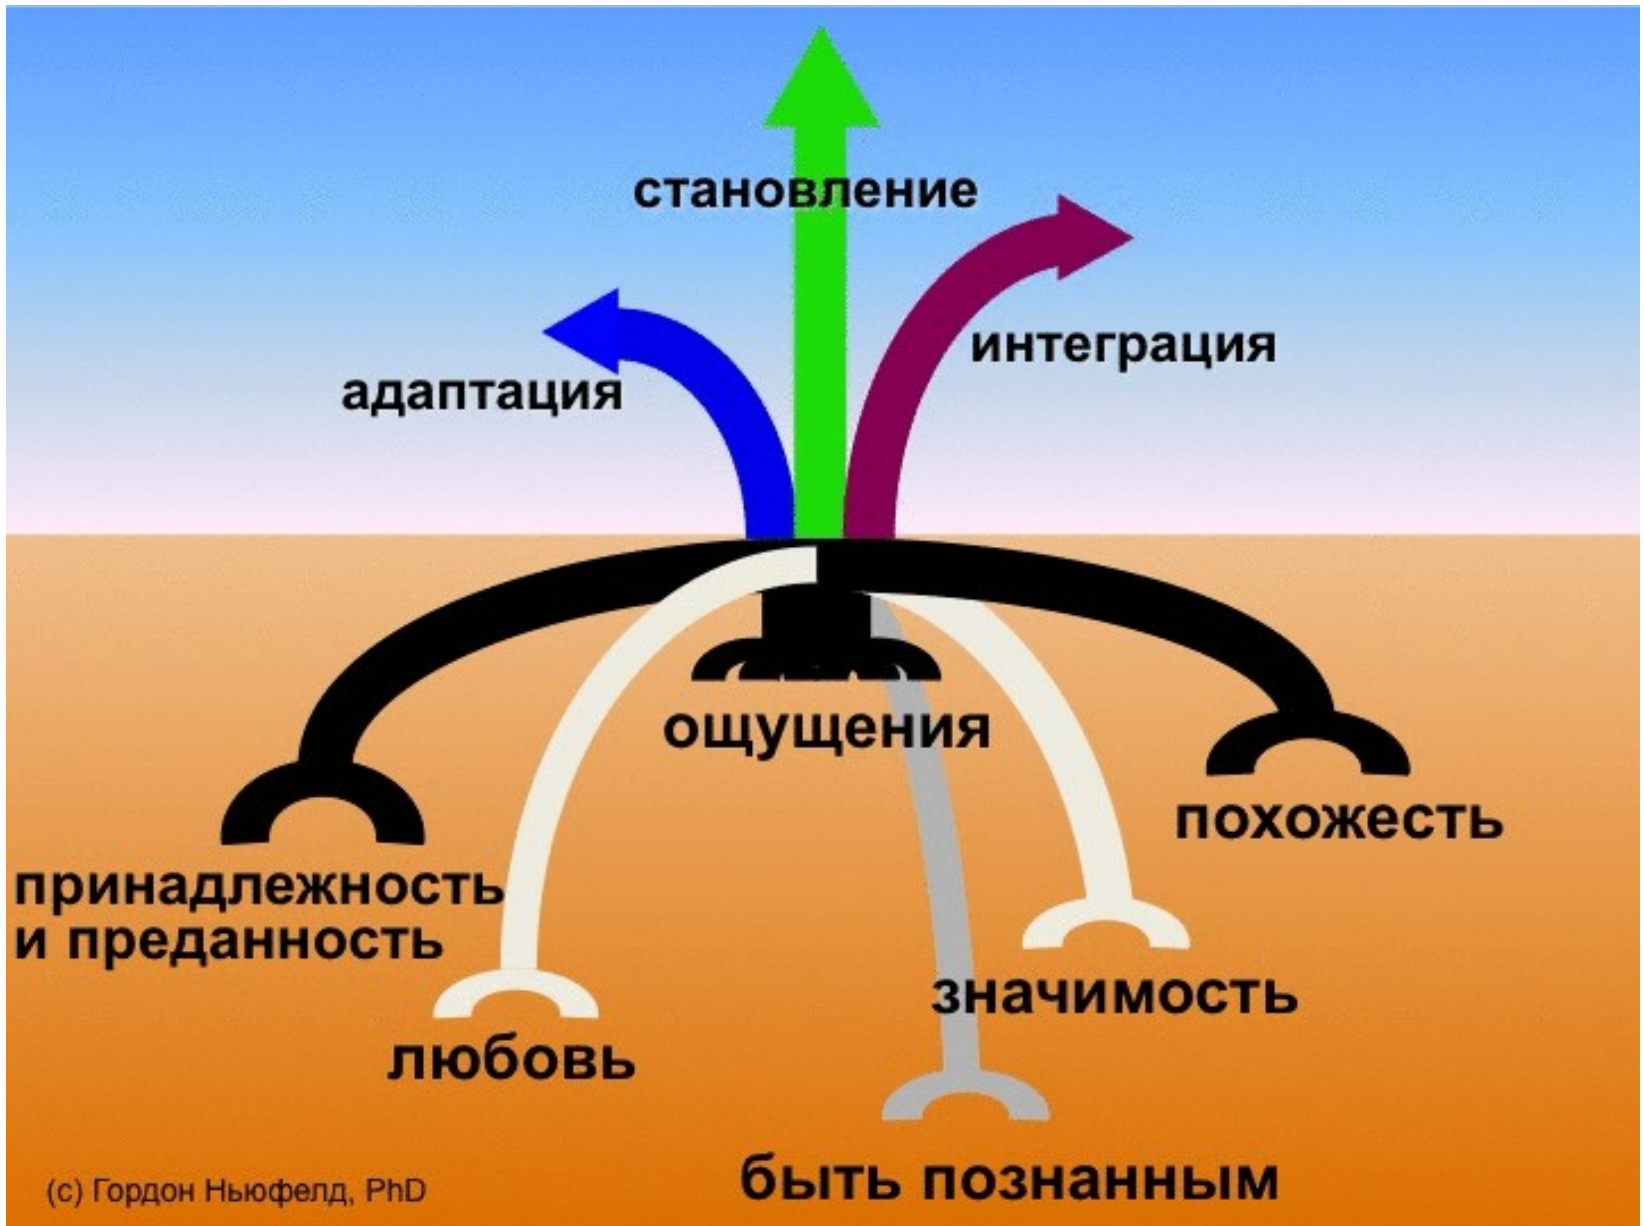 становление
интеграция
адаптация
ощущения
похожесть
принадлежность
и преданность
значимость
любовь
быть познанным
(c) Гордон Ньюфелд, PhD